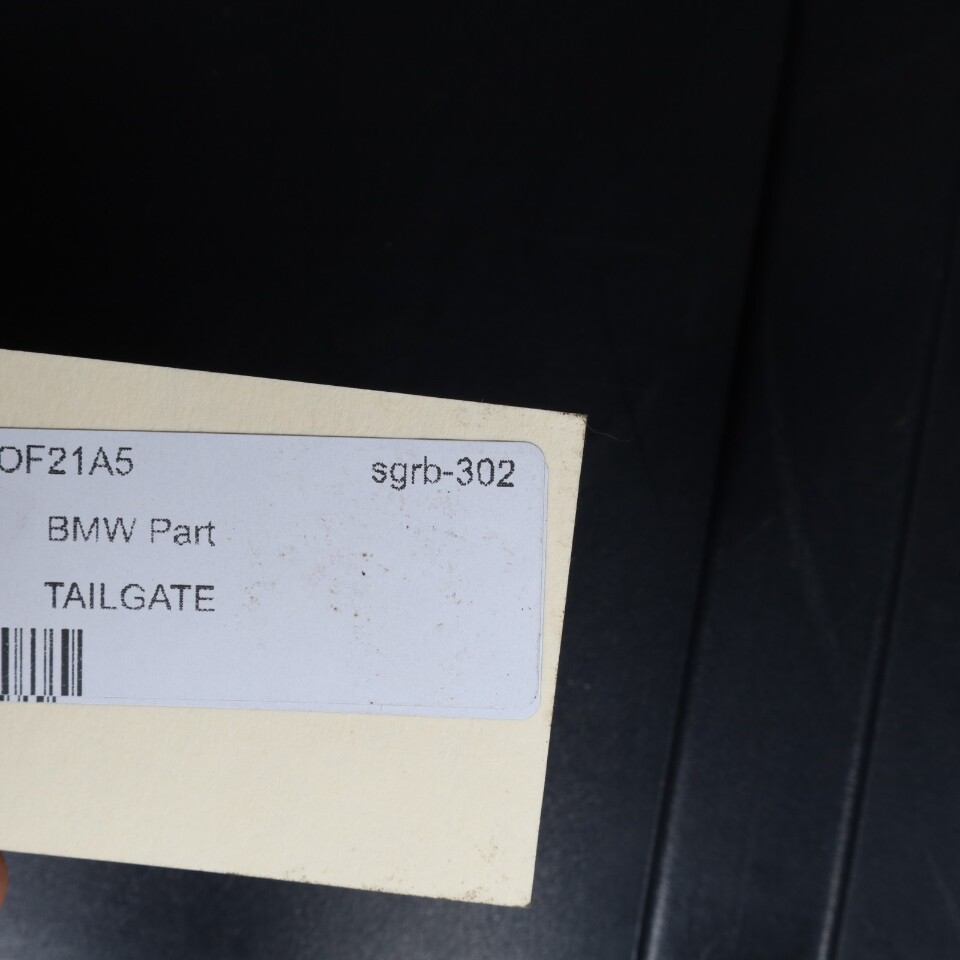 OF21A5 sgrb-302
BMW Part
TAILGATE